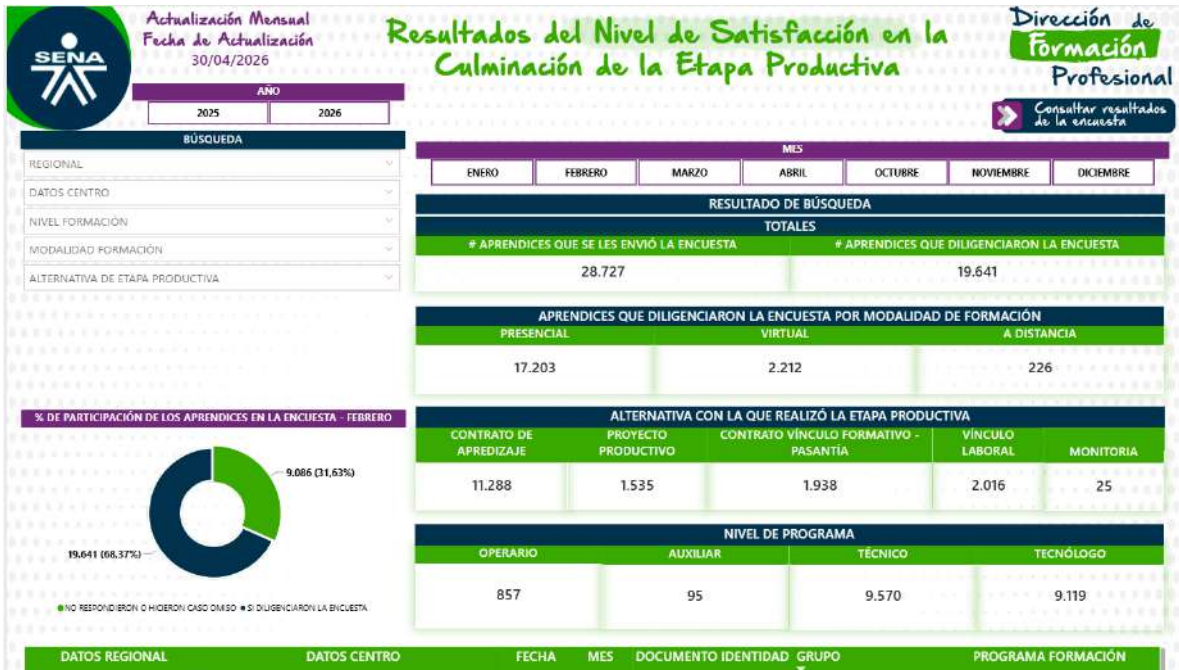 SENA
Actualización Mensual
Fecha de Actualización
30/04/2026
Resultados del Nivel de Satisfacción en la
Culminación de la Etapa Productiva
Dirección de
Formación
Profesional
Consultar resultados
de la encuesta
AÑO
2025 2026
BÚSQUEDA
REGIONAL
DATOS CENTRO
NIVEL FORMACIÓN
MODALIDAD FORMACIÓN
ALTERNATIVA DE ETAPA PRODUCTIVA
MES
ENERO FEBRERO MARZO ABRIL OCTUBRE NOVIEMBRE DICIEMBRE
RESULTADO DE BÚSQUEDA
TOTALES
# APRENDICES QUE SE LES ENVIÓ LA ENCUESTA # APRENDICES QUE DILIGENCIARON LA ENCUESTA
28.727 19.641
APRENDICES QUE DILIGENCIARON LA ENCUESTA POR MODALIDAD DE FORMACIÓN
PRESENCIAL VIRTUAL A DISTANCIA
17.203 2.212 226
% DE PARTICIPACIÓN DE LOS APRENDICES EN LA ENCUESTA - FEBRERO
9.086 (31,63%)
19.641 (68,37%)
NO RESPONDIERON O HICIERON CASO OMISO SI DILIGENCIARON LA ENCUESTA
ALTERNATIVA CON LA QUE REALIZÓ LA ETAPA PRODUCTIVA
CONTRATO DE APREDIZAJE PROYECTO PRODUCTIVO CONTRATO VÍNCULO FORMATIVO - PASANTÍA VÍNCULO LABORAL MONITORIA
11.288 1.535 1.938 2.016 25
NIVEL DE PROGRAMA
OPERARIO AUXILIAR TÉCNICO TECNÓLOGO
857 95 9.570 9.119
DATOS REGIONAL DATOS CENTRO FECHA MES DOCUMENTO IDENTIDAD GRUPO PROGRAMA FORMACIÓN